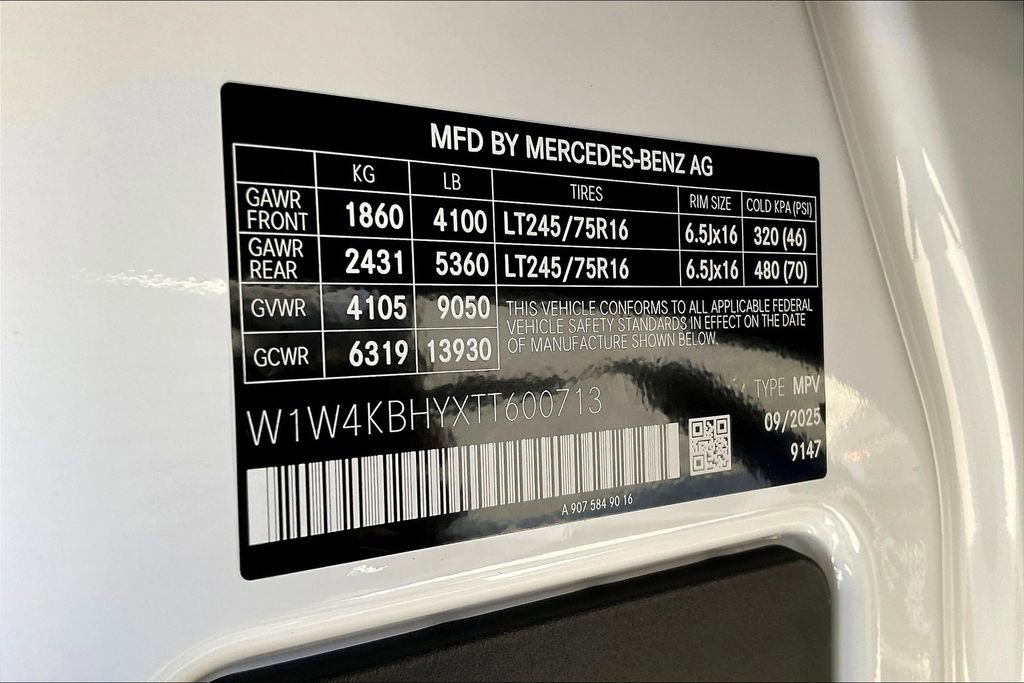 MFD BY MERCEDES-BENZ AG
KG LB TIRES RIM SIZE COLD KPA (PSI)
GAWR FRONT 1860 4100 LT245/75R16 6.5Jx16 320 (46)
GAWR REAR 2431 5360 LT245/75R16 6.5Jx16 480 (70)
GVWR 4105 9050
GCWR 6319 13930
THIS VEHICLE CONFORMS TO ALL APPLICABLE FEDERAL
VEHICLE SAFETY STANDARDS IN EFFECT ON THE DATE
OF MANUFACTURE SHOWN BELOW.
W1W4KBHYXTT600713
TYPE MPV
09/2025
9147
A 907 584 90 16